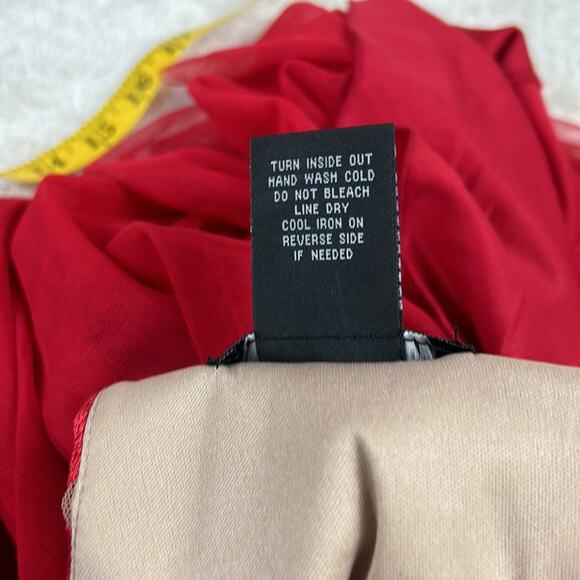 TURN INSIDE OUT
HAND WASH COLD
DO NOT BLEACH
LINE DRY
COOL IRON ON
REVERSE SIDE
IF NEEDED